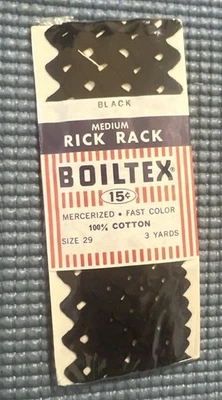 BLACK
MEDIUM
RICK RACK
BOILTEX®
15¢
MERCERIZED • FAST COLOR
100% COTTON
SIZE 29 3 YARDS